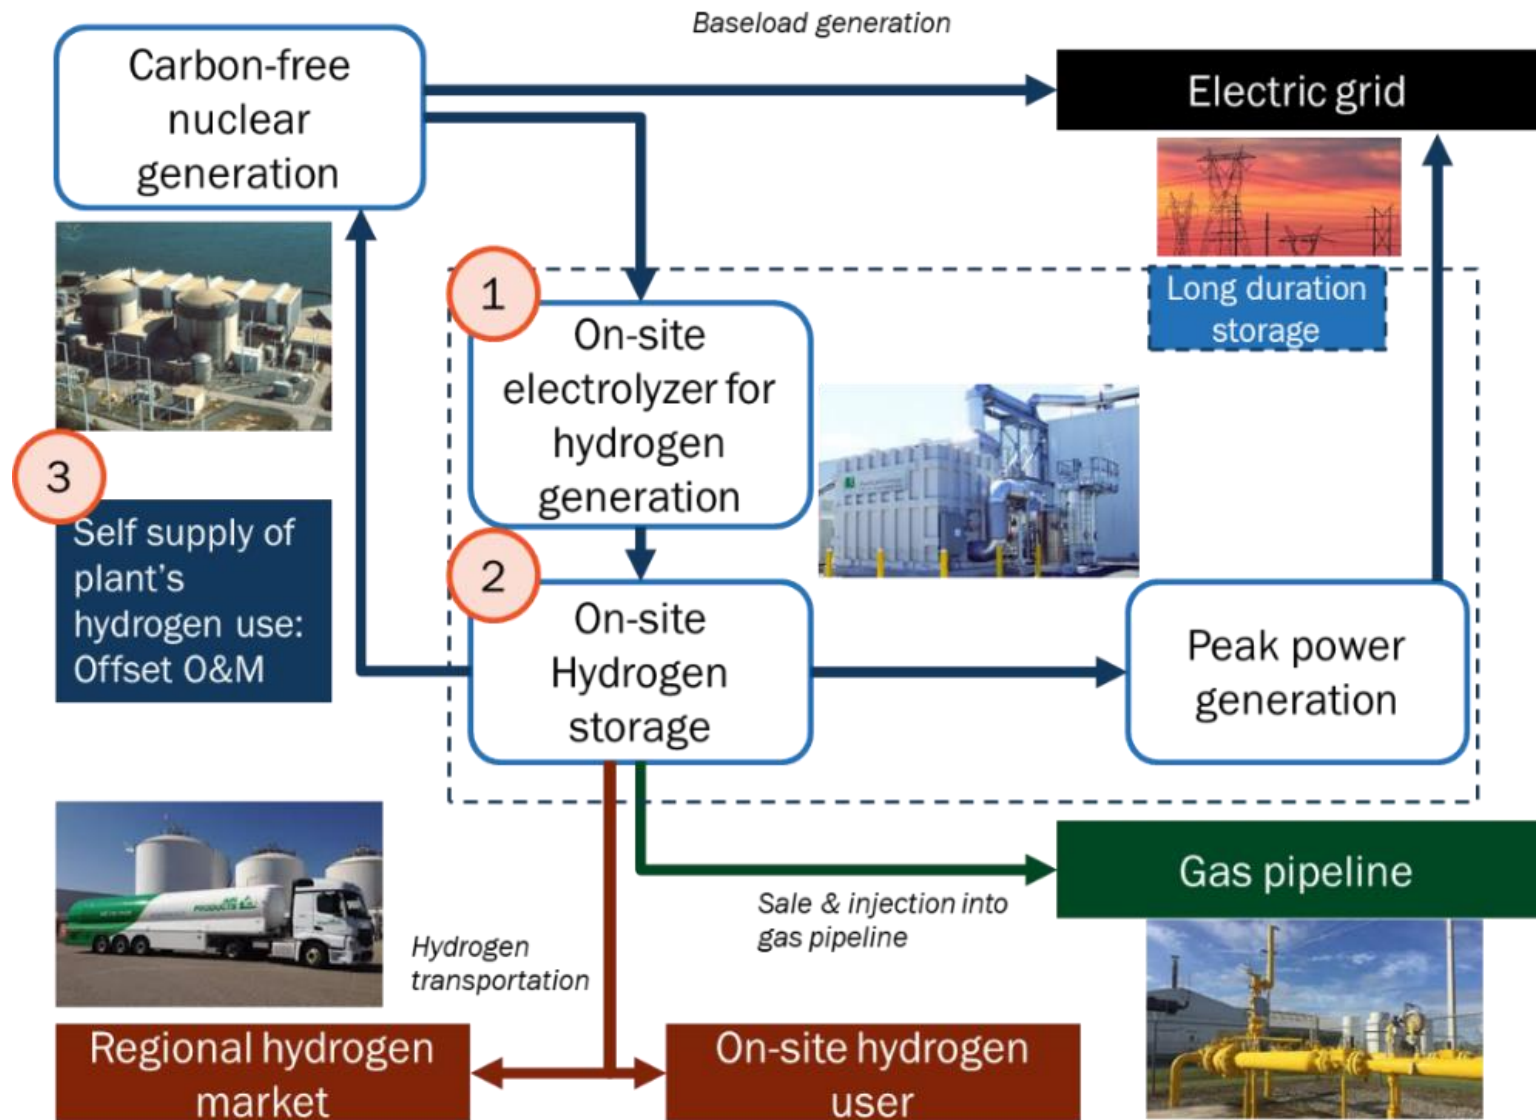 Baseload generation
Carbon-free
nuclear
generation
Electric grid
1
Long duration
storage
On-site
electrolyzer for
hydrogen
generation
3
Self supply of
plant's
hydrogen use:
Offset O&M
2
On-site
Hydrogen
storage
Peak power
generation
PRODUCTS
Gas pipeline
Sale & injection into
gas pipeline
Hydrogen
transportation
Regional hydrogen
market
On-site hydrogen
user